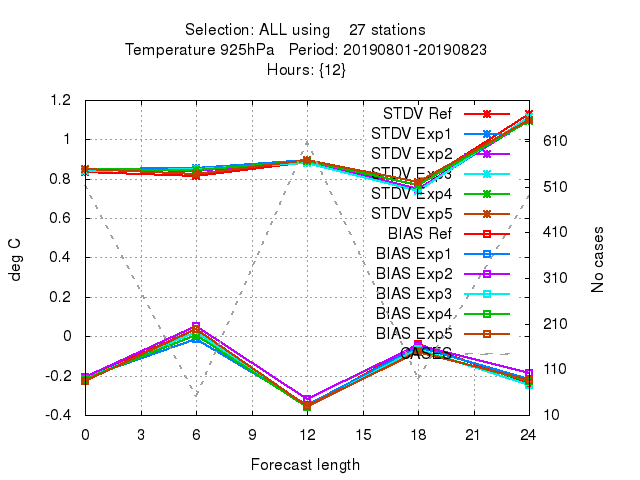 Selection: ALL using 27 stations
Temperature 925hPa Period: 20190801-20190823
Hours: {12}
1.2
1
0.8
0.6
0.4
0.2
0
-0.2
-0.4
deg C
STDV Ref
STDV Exp1
STDV Exp2
STDV Exp3
STDV Exp4
STDV Exp5
BIAS Ref
BIAS Exp1
BIAS Exp2
BIAS Exp3
BIAS Exp4
BIAS Exp5
CASES
610
510
410
310
210
110
10
No cases
0 3 6 9 12 15 18 21 24
Forecast length